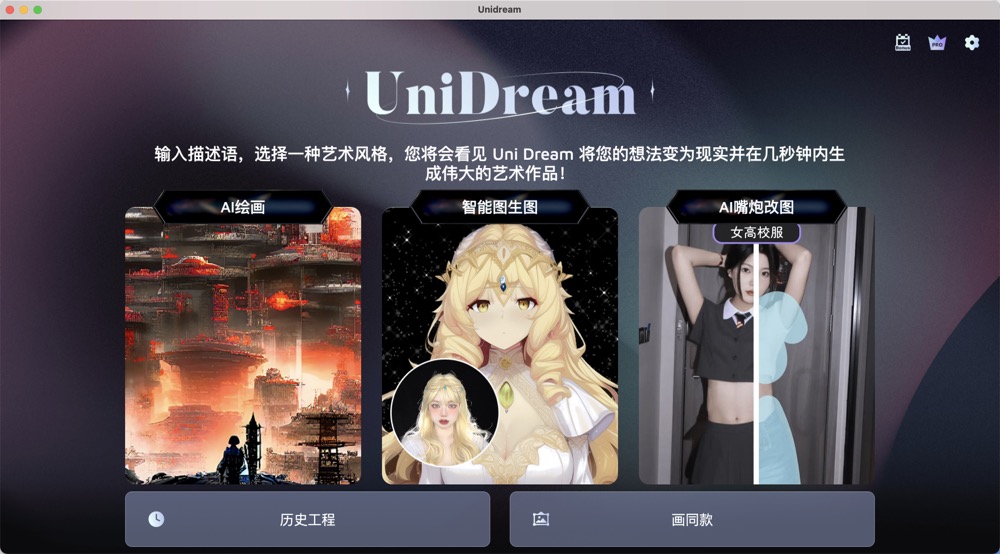 Unidream
PRO
UniDream
输入描述语，选择一种艺术风格，您将会看见 Uni Dream 将您的想法变为现实并在几秒钟内生
成伟大的艺术作品！
AI绘画
智能图生图
AI嘴炮改图
女高校服
历史工程
画同款